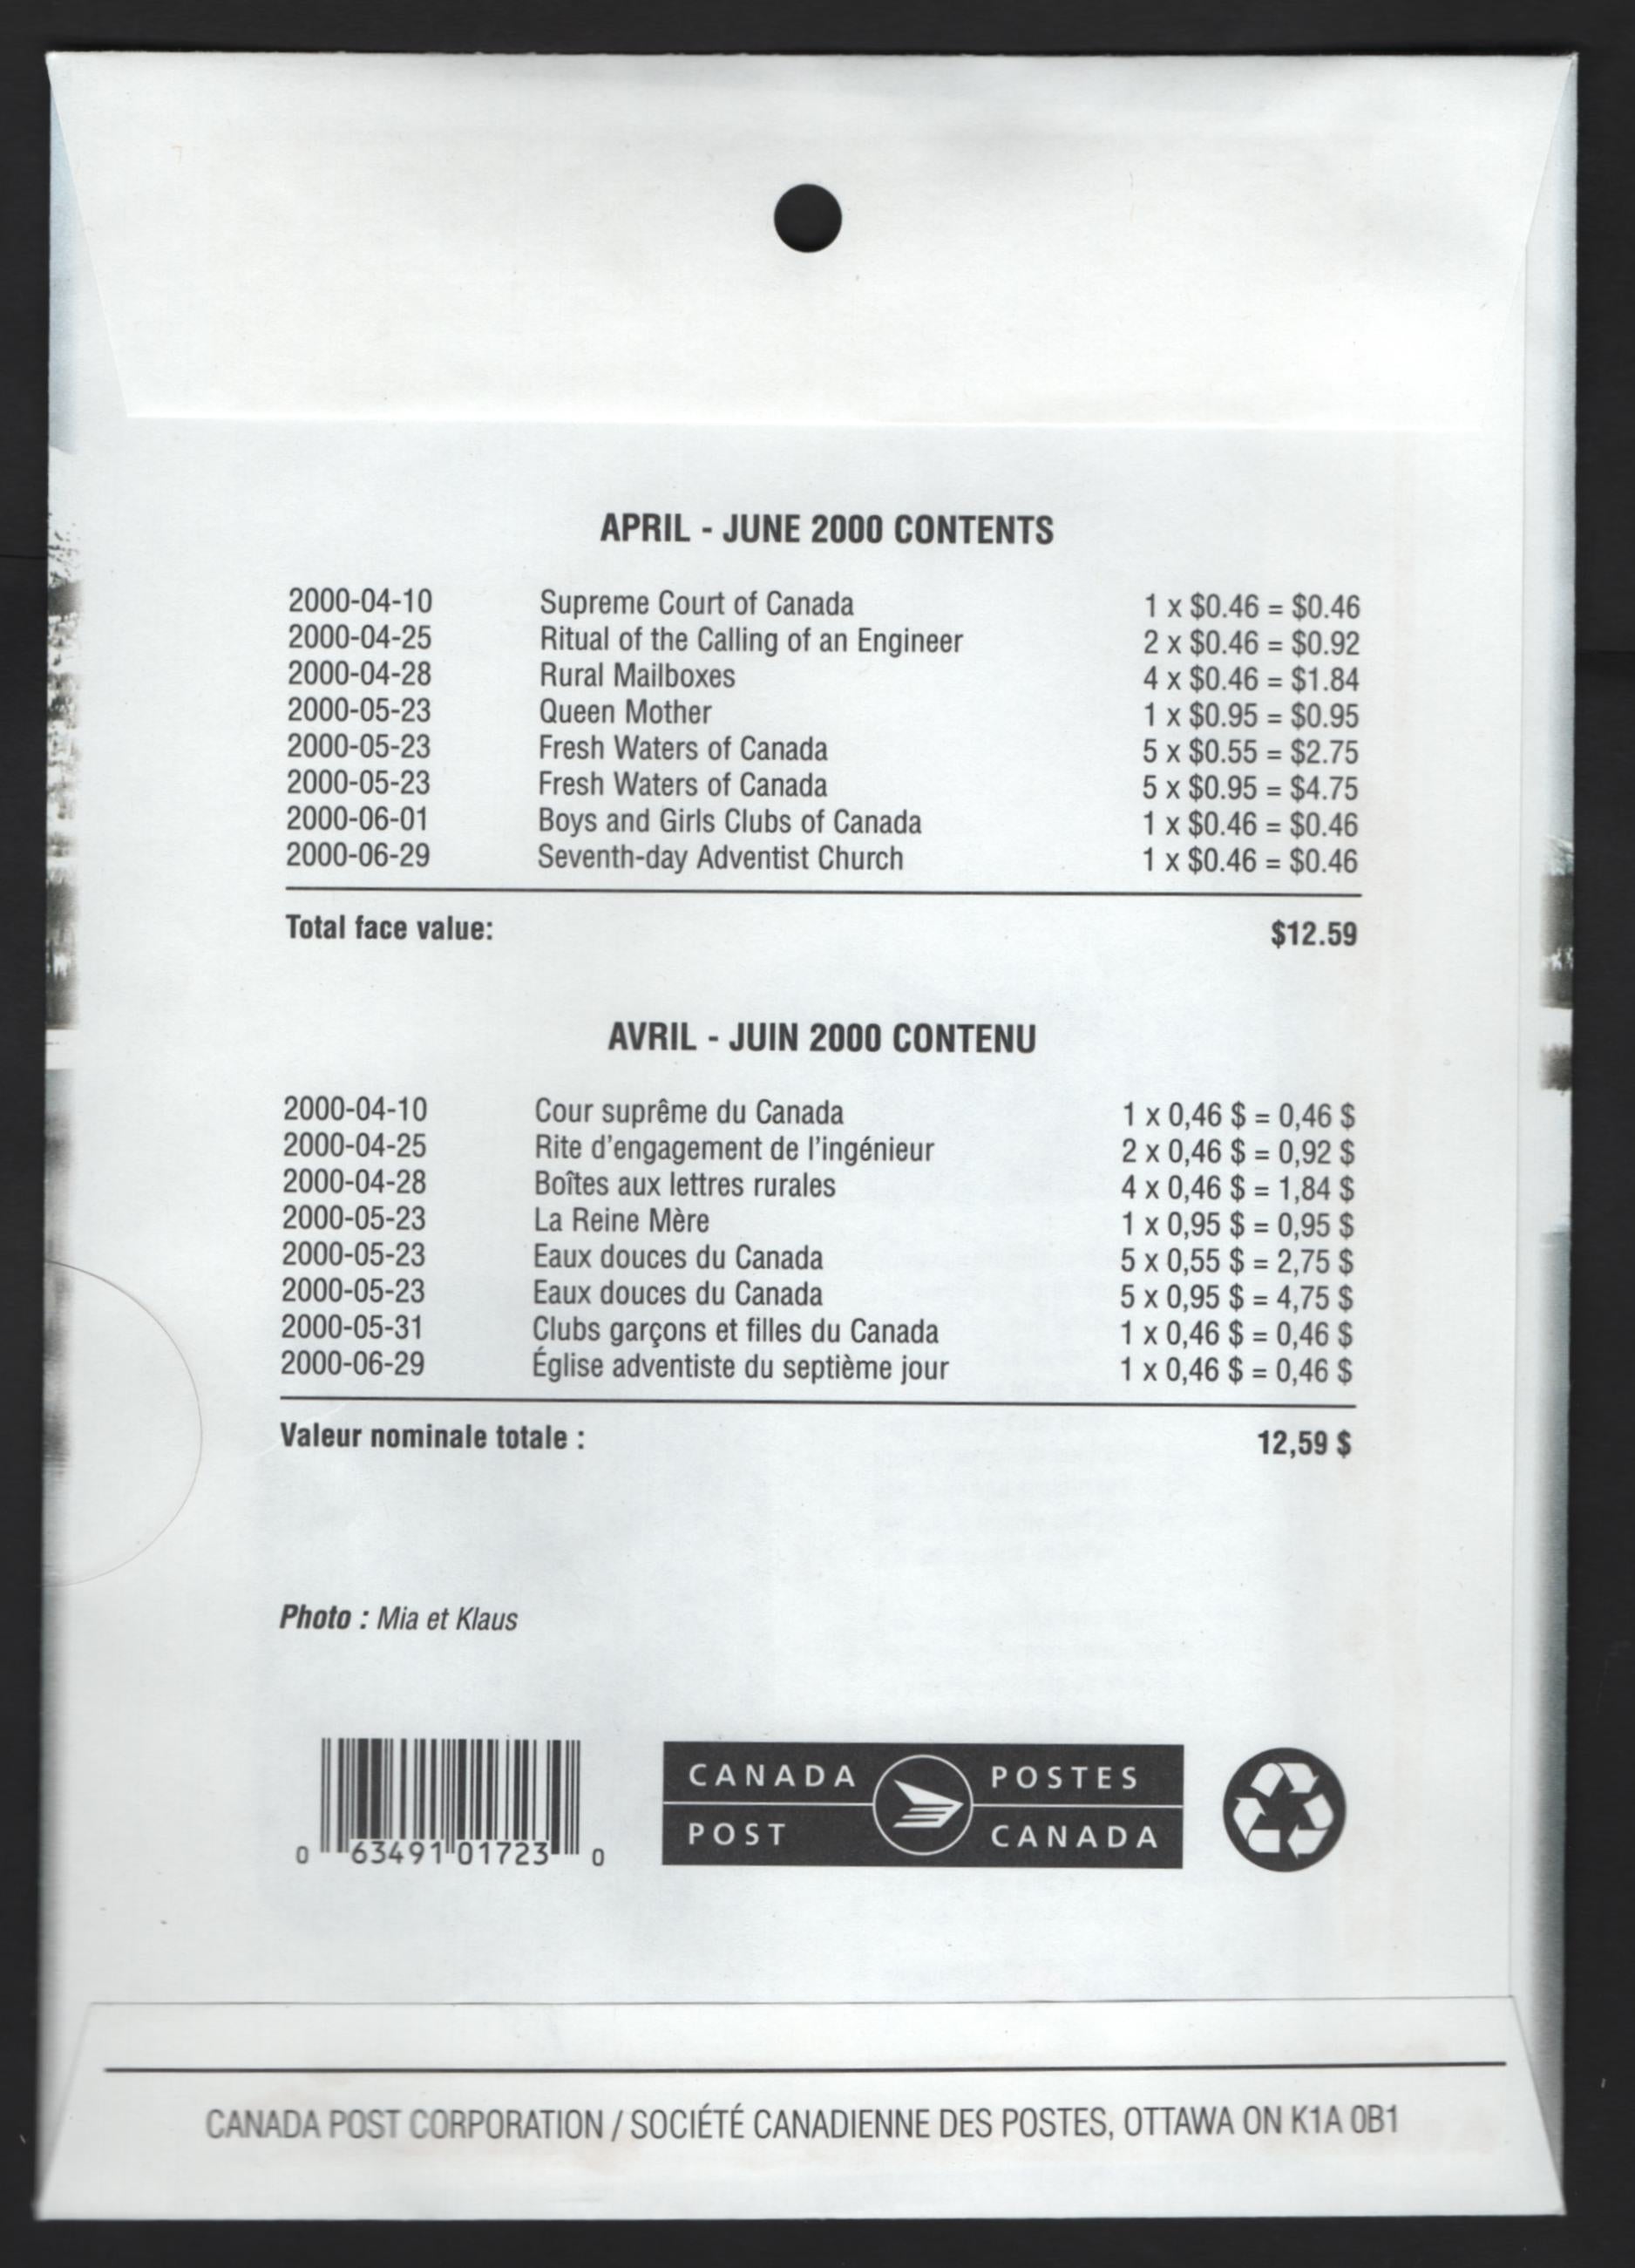 APRIL - JUNE 2000 CONTENTS
2000-04-10 Supreme Court of Canada 1 x $0.46 = $0.46
2000-04-25 Ritual of the Calling of an Engineer 2 x $0.46 = $0.92
2000-04-28 Rural Mailboxes 4 x $0.46 = $1.84
2000-05-23 Queen Mother 1 x $0.95 = $0.95
2000-05-23 Fresh Waters of Canada 5 x $0.55 = $2.75
2000-05-23 Fresh Waters of Canada 5 x $0.95 = $4.75
2000-06-01 Boys and Girls Clubs of Canada 1 x $0.46 = $0.46
2000-06-29 Seventh-day Adventist Church 1 x $0.46 = $0.46
Total face value: $12.59
AVRIL - JUIN 2000 CONTENU
2000-04-10 Cour suprême du Canada 1 x 0,46 $ = 0,46 $
2000-04-25 Rite d'engagement de l'ingénieur 2 x 0,46 $ = 0,92 $
2000-04-28 Boîtes aux lettres rurales 4 x 0,46 $ = 1,84 $
2000-05-23 La Reine Mère 1 x 0,95 $ = 0,95 $
2000-05-23 Eaux douces du Canada 5 x 0,55 $ = 2,75 $
2000-05-23 Eaux douces du Canada 5 x 0,95 $ = 4,75 $
2000-05-31 Clubs garçons et filles du Canada 1 x 0,46 $ = 0,46 $
2000-06-29 Église adventiste du septième jour 1 x 0,46 $ = 0,46 $
Valeur nominale totale : 12,59 $
Photo : Mia et Klaus
0 63491 01723 0
CANADA POSTES
POST CANADA
CANADA POST CORPORATION / SOCIÉTÉ CANADIENNE DES POSTES, OTTAWA ON K1A 0B1